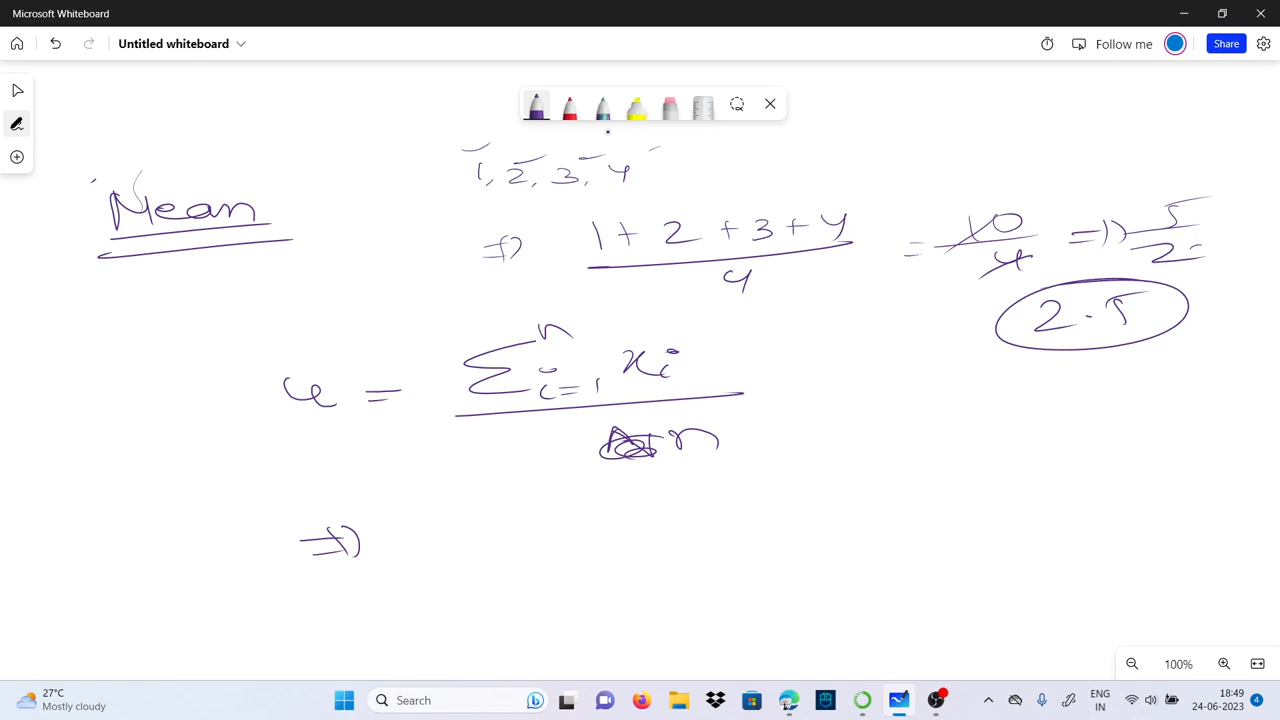 Microsoft Whiteboard
Untitled whiteboard
Follow me
Share
1, 2, 3, 4
Mean
⇒ 1 + 2 + 3 + 4 / 4 = 10 / 4 ⇒ 5 / 2 =
2.5
= Σ n i=1 xi / n
⇒
100%
27°C
Mostly cloudy
Search
ENG
IN
18:49
24-06-2023
4